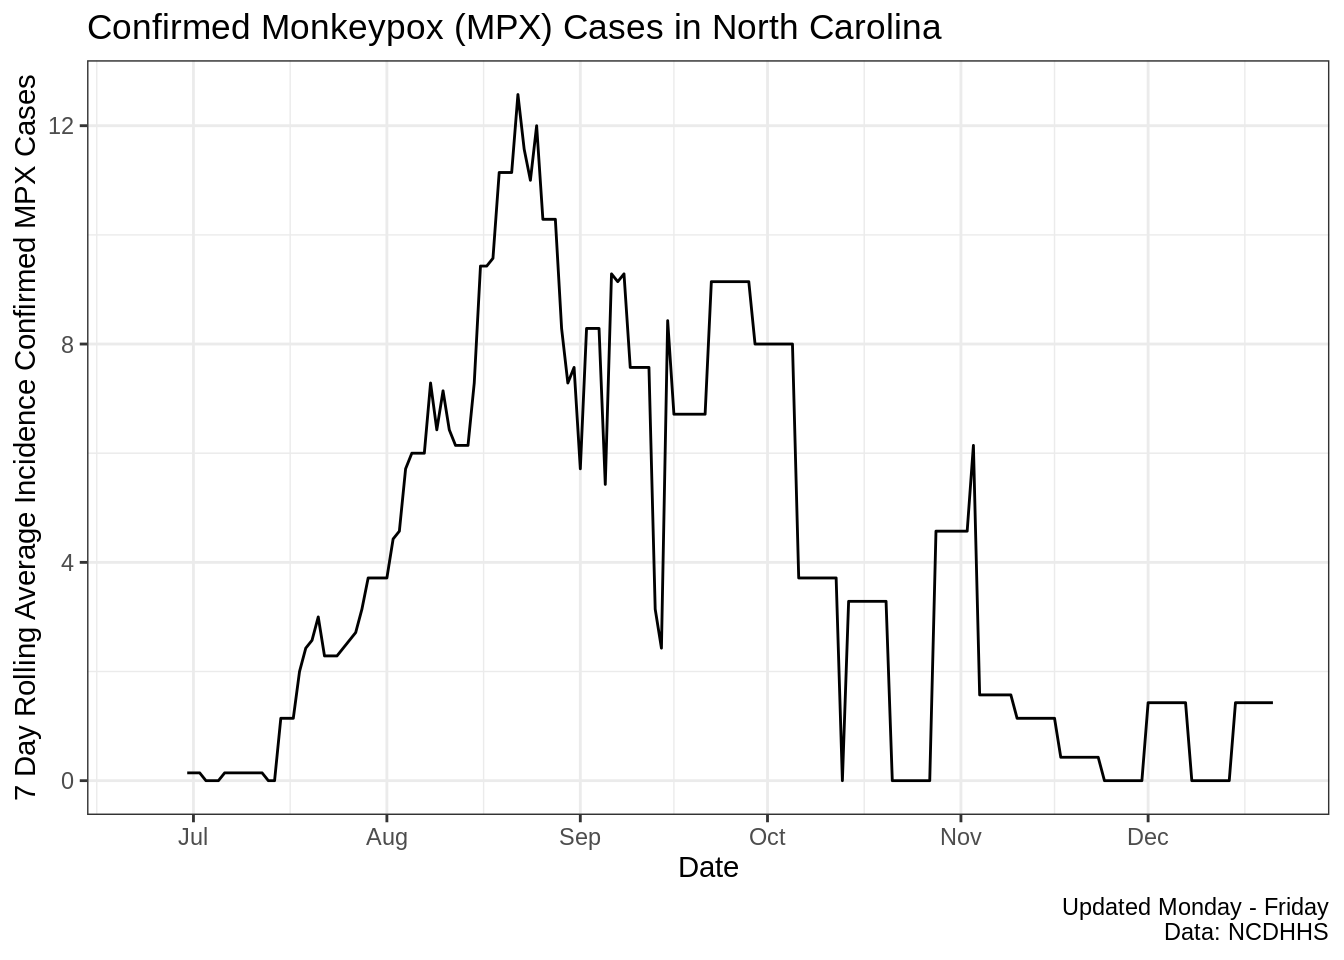 Confirmed Monkeypox (MPX) Cases in North Carolina
7 Day Rolling Average Incidence Confirmed MPX Cases
12
8
4
0
Jul Aug Sep Oct Nov Dec
Date
Updated Monday - Friday
Data: NCDHHS